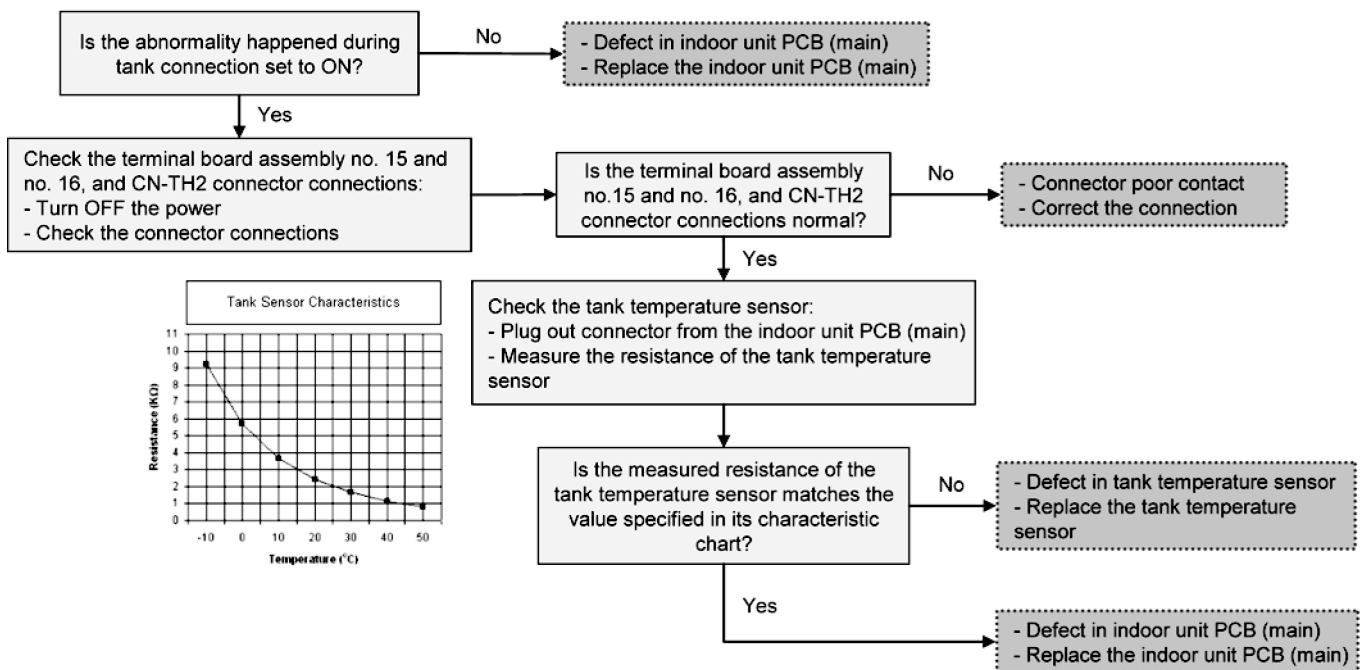 Is the abnormality happened during
tank connection set to ON?
No
- Defect in indoor unit PCB (main)
- Replace the indoor unit PCB (main)
Yes
Check the terminal board assembly no. 15 and
no. 16, and CN-TH2 connector connections:
- Turn OFF the power
- Check the connector connections
Is the terminal board assembly
no.15 and no. 16, and CN-TH2
connector connections normal?
No
- Connector poor contact
- Correct the connection
Yes
Check the tank temperature sensor:
- Plug out connector from the indoor unit PCB (main)
- Measure the resistance of the tank temperature
sensor
Tank Sensor Characteristics
Resistance (KΩ)
11
10
9
8
7
6
5
4
3
2
1
0
-10 0 10 20 30 40 50
Temperature (°C)
Is the measured resistance of the
tank temperature sensor matches the
value specified in its characteristic
chart?
No
- Defect in tank temperature sensor
- Replace the tank temperature
sensor
Yes
- Defect in indoor unit PCB (main)
- Replace the indoor unit PCB (main)